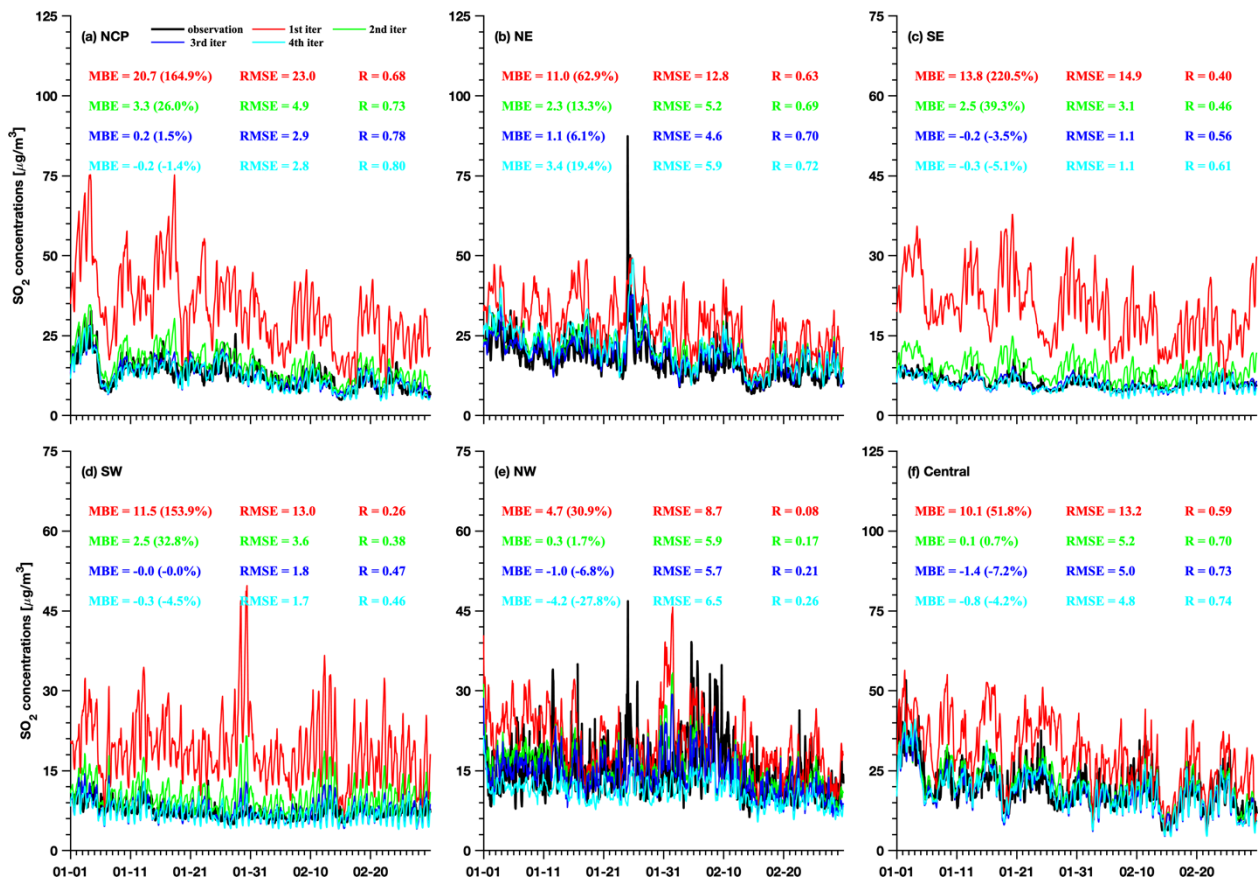 (a) NCP
observation 1st iter 2nd iter
3rd iter 4th iter
MBE = 20.7 (164.9%) RMSE = 23.0 R = 0.68
MBE = 3.3 (26.0%) RMSE = 4.9 R = 0.73
MBE = 0.2 (1.5%) RMSE = 2.9 R = 0.78
MBE = -0.2 (-1.4%) RMSE = 2.8 R = 0.80
SO2 concentrations [μg/m³]
125
100
75
50
25
0
(b) NE
MBE = 11.0 (62.9%) RMSE = 12.8 R = 0.63
MBE = 2.3 (13.3%) RMSE = 5.2 R = 0.69
MBE = 1.1 (6.1%) RMSE = 4.6 R = 0.70
MBE = 3.4 (19.4%) RMSE = 5.9 R = 0.72
125
100
75
50
25
0
(c) SE
MBE = 13.8 (220.5%) RMSE = 14.9 R = 0.40
MBE = 2.5 (39.3%) RMSE = 3.1 R = 0.46
MBE = -0.2 (-3.5%) RMSE = 1.1 R = 0.56
MBE = -0.3 (-5.1%) RMSE = 1.1 R = 0.61
75
60
45
30
15
0
(d) SW
MBE = 11.5 (153.9%) RMSE = 13.0 R = 0.26
MBE = 2.5 (32.8%) RMSE = 3.6 R = 0.38
MBE = -0.0 (-0.0%) RMSE = 1.8 R = 0.47
MBE = -0.3 (-4.5%) RMSE = 1.7 R = 0.46
SO2 concentrations [μg/m³]
75
60
45
30
15
0
01-01 01-11 01-21 01-31 02-10 02-20
(e) NW
MBE = 4.7 (30.9%) RMSE = 8.7 R = 0.08
MBE = 0.3 (1.7%) RMSE = 5.9 R = 0.17
MBE = -1.0 (-6.8%) RMSE = 5.7 R = 0.21
MBE = -4.2 (-27.8%) RMSE = 6.5 R = 0.26
75
60
45
30
15
0
01-01 01-11 01-21 01-31 02-10 02-20
(f) Central
MBE = 10.1 (51.8%) RMSE = 13.2 R = 0.59
MBE = 0.1 (0.7%) RMSE = 5.2 R = 0.70
MBE = -1.4 (-7.2%) RMSE = 5.0 R = 0.73
MBE = -0.8 (-4.2%) RMSE = 4.8 R = 0.74
125
100
75
50
25
0
01-01 01-11 01-21 01-31 02-10 02-20